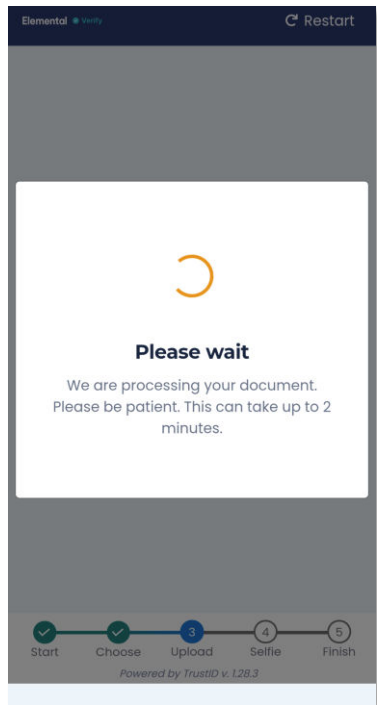 Elemental Verify
Restart
Please wait
We are processing your document.
Please be patient. This can take up to 2
minutes.
3 4 5
Start Choose Upload Selfie Finish
Powered by TrustID v. 1.28.3